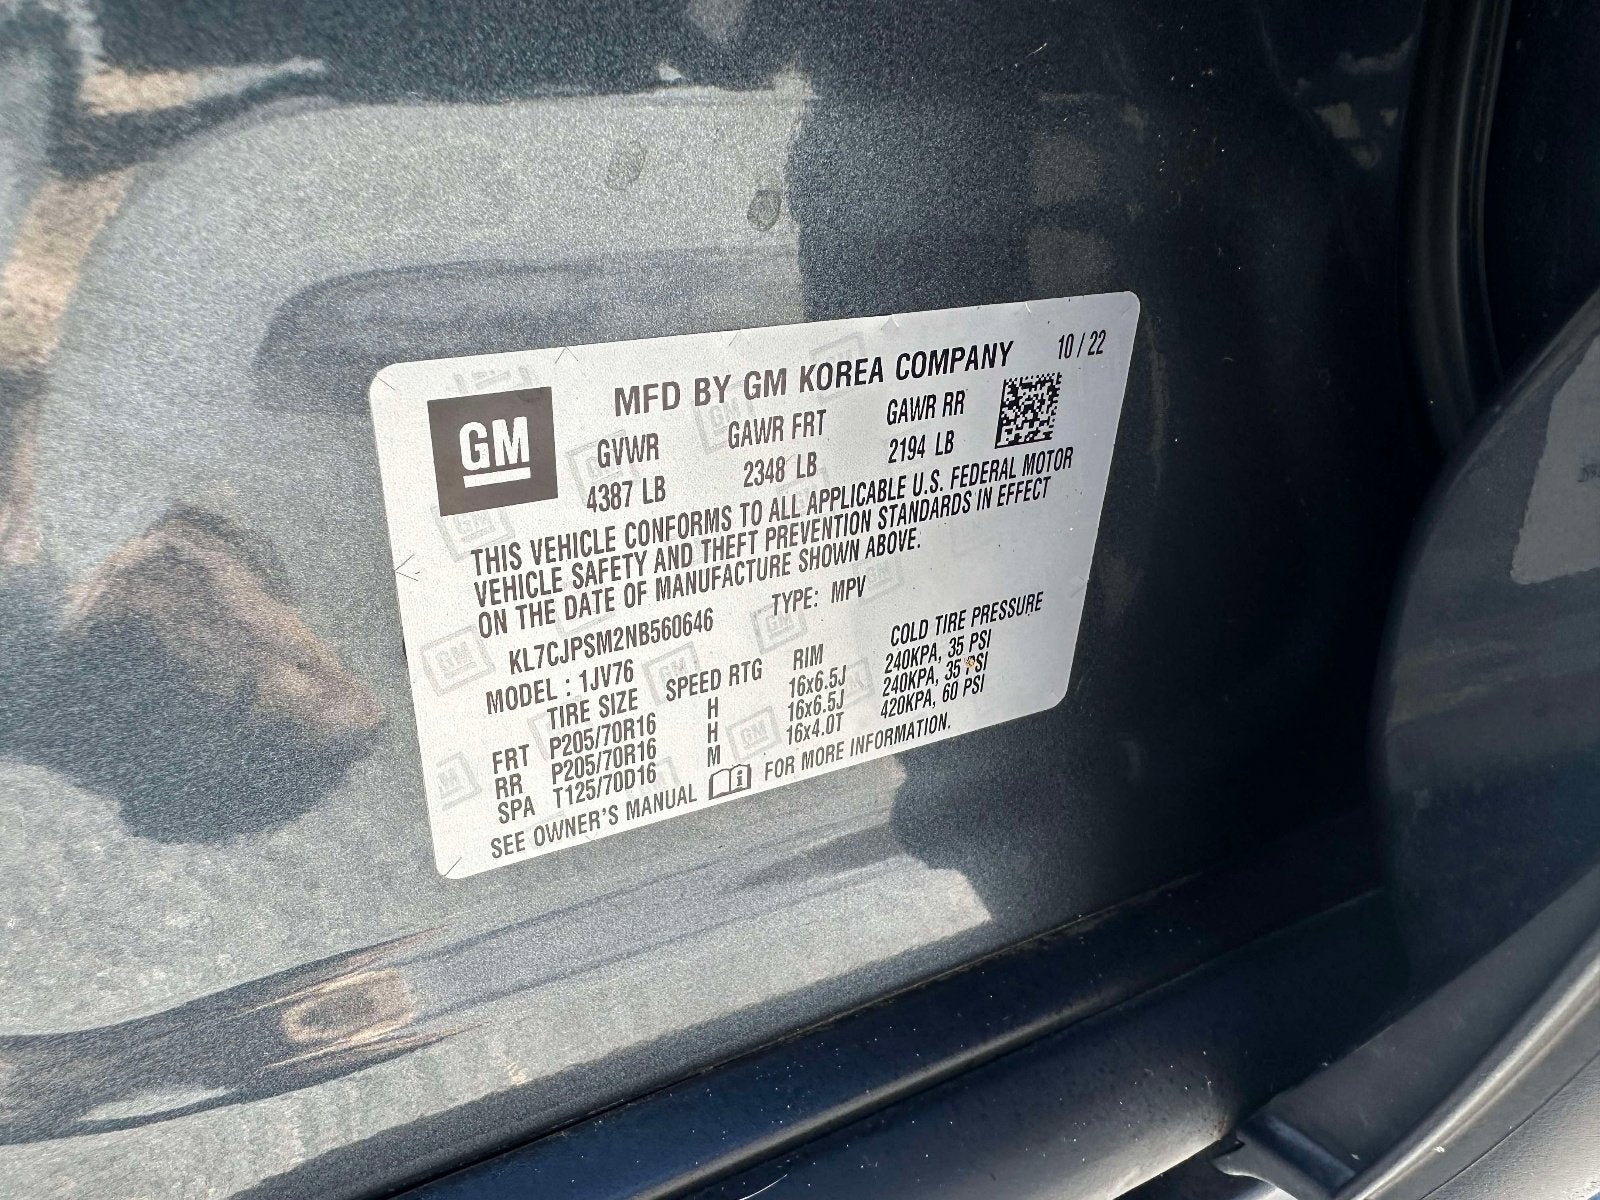 MFD BY GM KOREA COMPANY 10 / 22
GM
GVWR GAWR FRT GAWR RR
4387 LB 2348 LB 2194 LB
THIS VEHICLE CONFORMS TO ALL APPLICABLE U.S. FEDERAL MOTOR
VEHICLE SAFETY AND THEFT PREVENTION STANDARDS IN EFFECT
ON THE DATE OF MANUFACTURE SHOWN ABOVE.
KL7CJPSM2NB560646 TYPE: MPV
MODEL : 1JV76
TIRE SIZE SPEED RTG RIM COLD TIRE PRESSURE
FRT P205/70R16 H 16x6.5J 240KPA, 35 PSI
RR P205/70R16 H 16x6.5J 240KPA, 35 PSI
SPA T125/70D16 M 16x4.0T 420KPA, 60 PSI
SEE OWNER'S MANUAL FOR MORE INFORMATION.